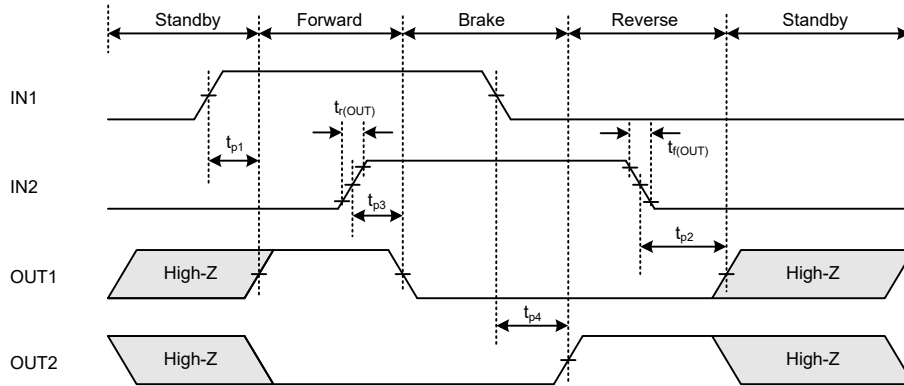 Standby Forward Brake Reverse Standby
IN1
tr(OUT)
tf(OUT)
tp1
IN2
tp3
tp2
OUT1 High-Z High-Z
tp4
OUT2 High-Z High-Z